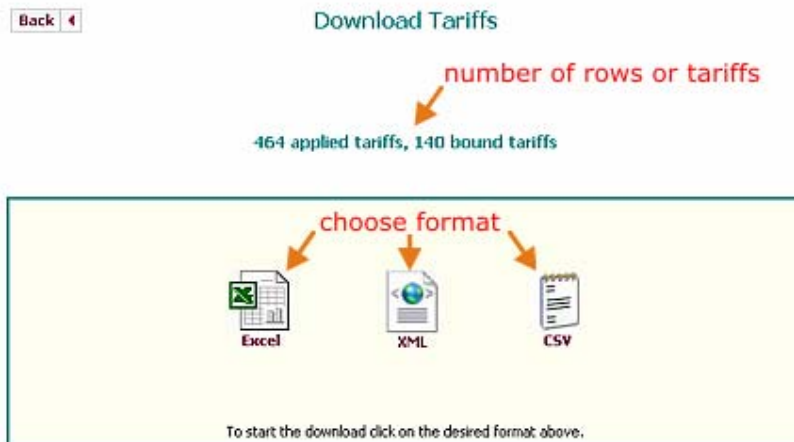 Back
Download Tariffs
number of rows or tariffs
464 applied tariffs, 140 bound tariffs
choose format
Excel XML CSV
To start the download click on the desired format above.